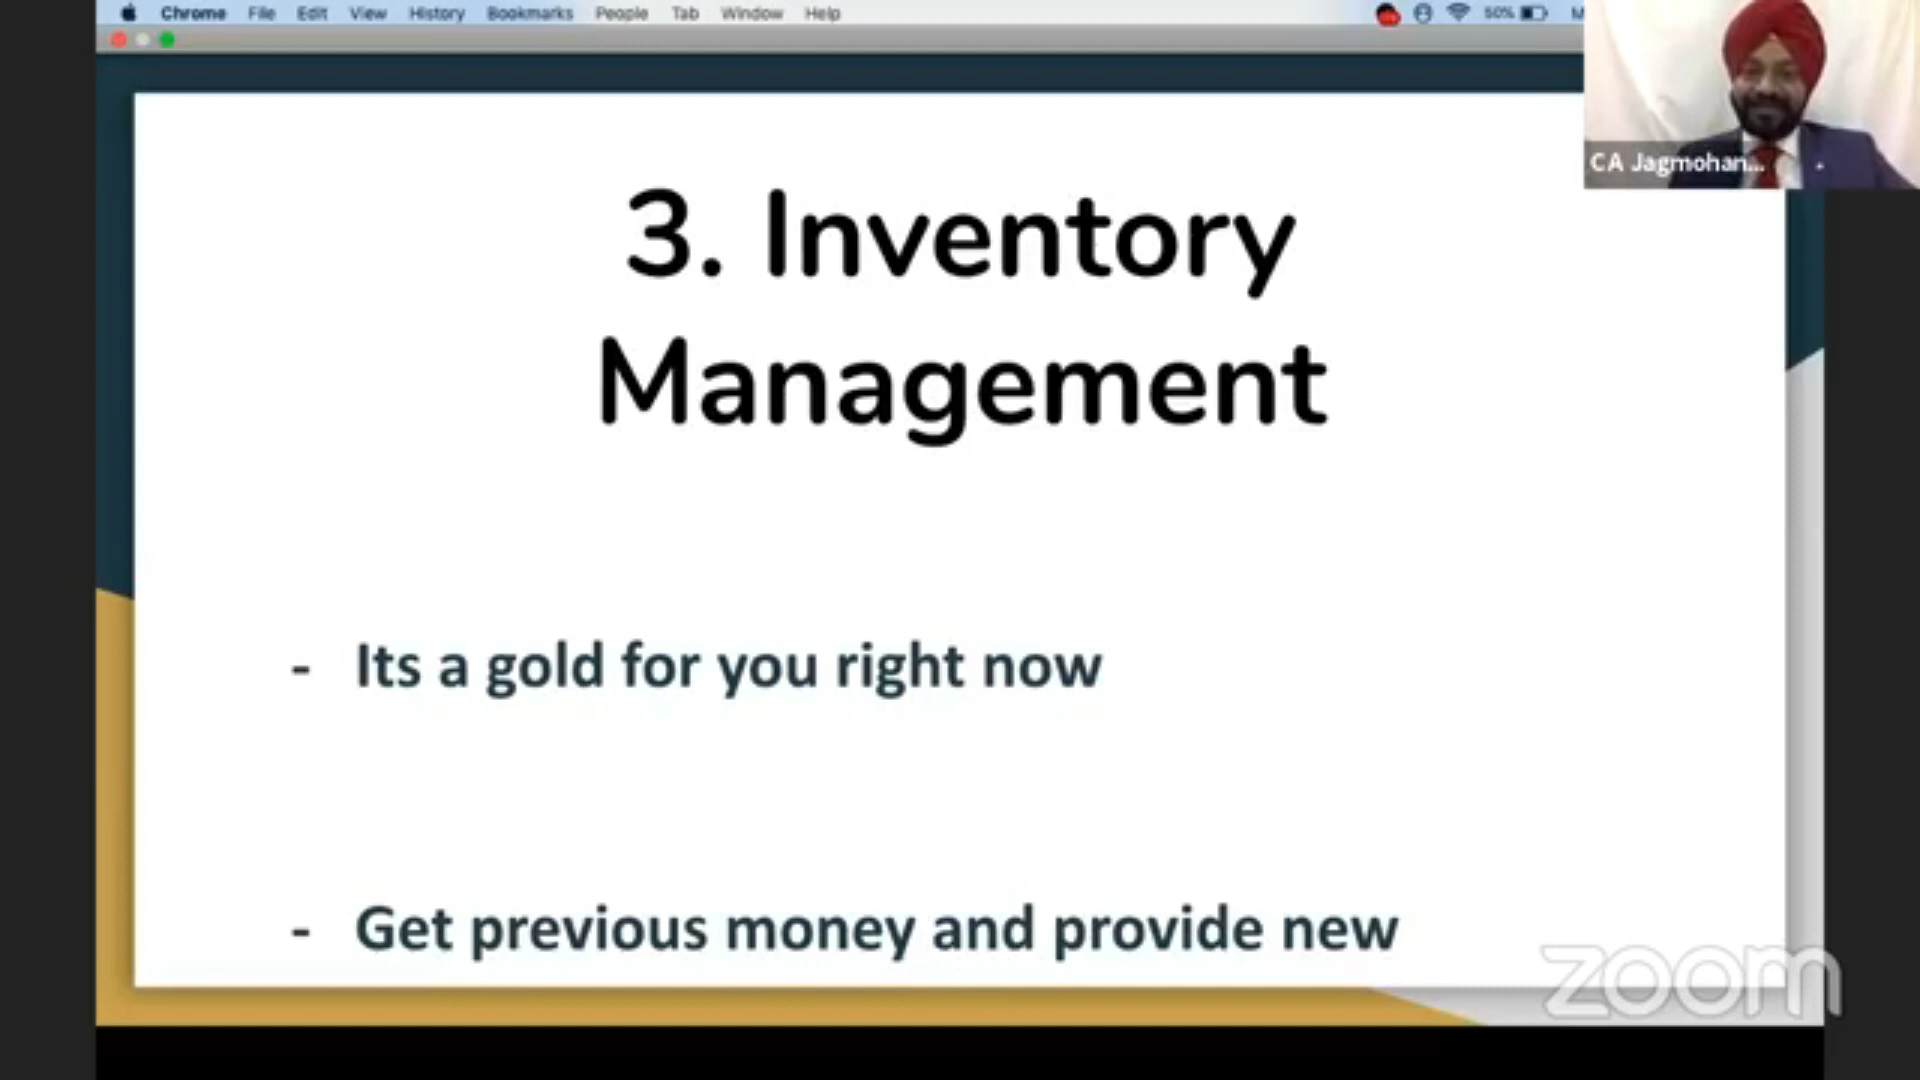 Chrome File Edit View History Bookmarks People Tab Window Help 50% M
CA Jagmohan...
3. Inventory
Management
- Its a gold for you right now
- Get previous money and provide new
zoom